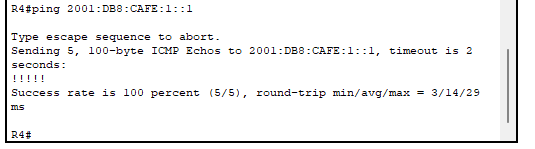 R4#ping 2001:DB8:CAFE:1::1
Type escape sequence to abort.
Sending 5, 100-byte ICMP Echos to 2001:DB8:CAFE:1::1, timeout is 2
seconds:
!!!!!
Success rate is 100 percent (5/5), round-trip min/avg/max = 3/14/29
ms
R4#